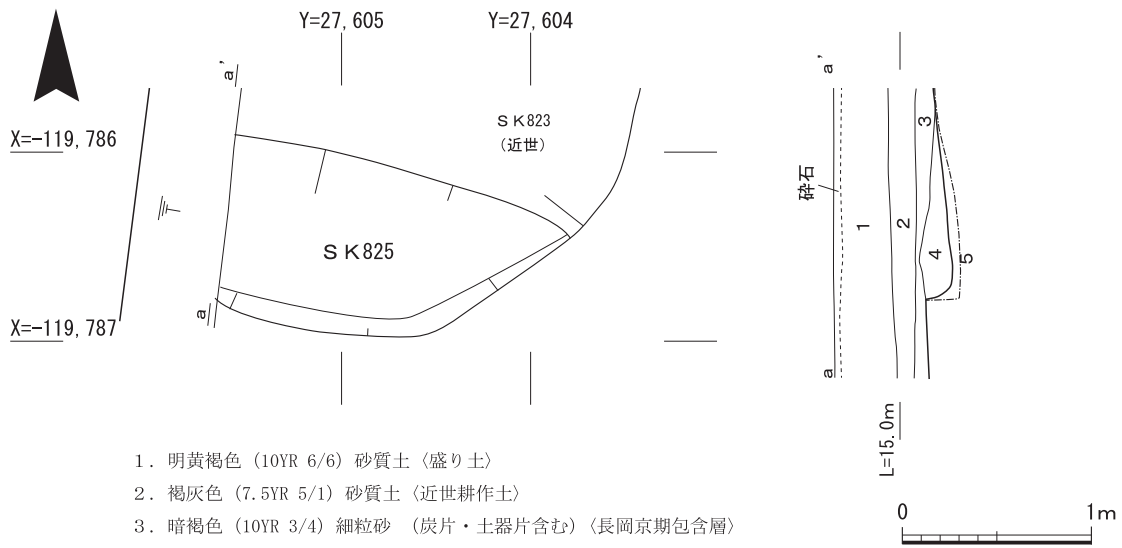 Y=27,605
Y=27,604
a'
a'
X=-119,786
SK823
(近世)
碎石
1
2
3
4
5
SK825
a
X=-119,787
a
L=15.0m
1. 明黄褐色 (10YR 6/6) 砂質土〈盛り土〉
2. 褐灰色 (7.5YR 5/1) 砂質土〈近世耕作土〉
3. 暗褐色 (10YR 3/4) 細粒砂 (炭片・土器片含む)〈長岡京期包含層〉
0 1m